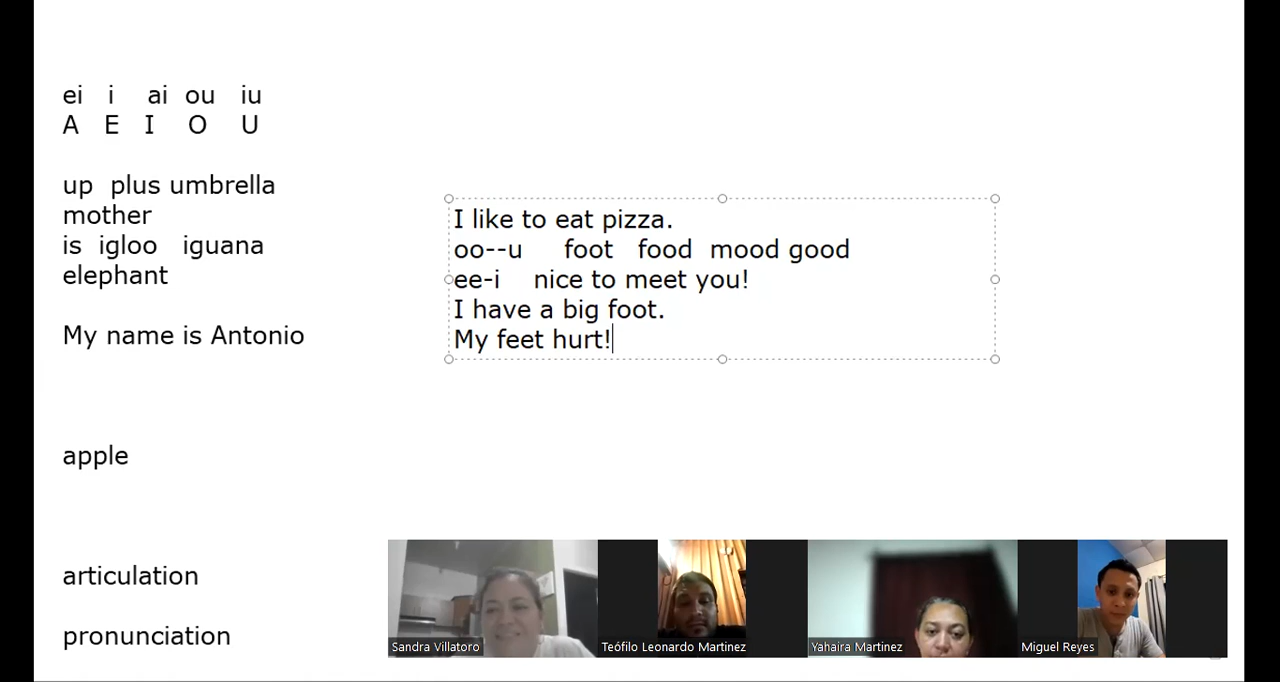 ei i ai ou iu
A E I O U
up plus umbrella
mother
is igloo iguana
elephant
My name is Antonio
apple
articulation
pronunciation
I like to eat pizza.
oo--u foot food mood good
ee-i nice to meet you!
I have a big foot.
My feet hurt!
Sandra Villatoro
Teófilo Leonardo Martinez
Yahaira Martinez
Miguel Reyes